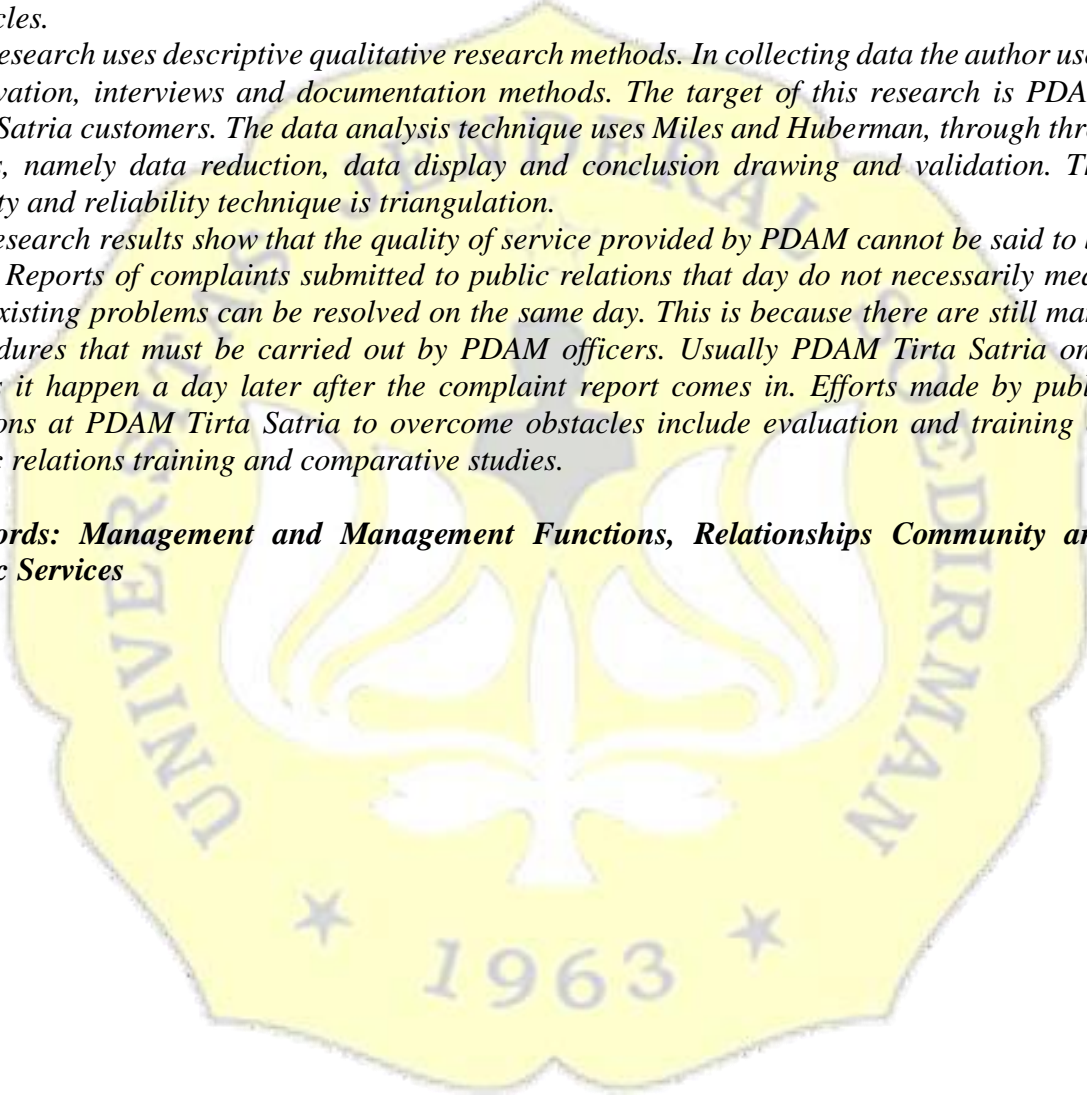 cles.
esearch uses descriptive qualitative research methods. In collecting data the author use
vation, interviews and documentation methods. The target of this research is PDA
Satria customers. The data analysis technique uses Miles and Huberman, through thr
s, namely data reduction, data display and conclusion drawing and validation. Th
ty and reliability technique is triangulation.
esearch results show that the quality of service provided by PDAM cannot be said to
. Reports of complaints submitted to public relations that day do not necessarily mea
xisting problems can be resolved on the same day. This is because there are still man
dures that must be carried out by PDAM officers. Usually PDAM Tirta Satria on
s it happen a day later after the complaint report comes in. Efforts made by publ
ons at PDAM Tirta Satria to overcome obstacles include evaluation and training
c relations training and comparative studies.
ords: Management and Management Functions, Relationships Community an
c Services
UNIVERSITAS JENDERAL SOEDIRMAN
1963